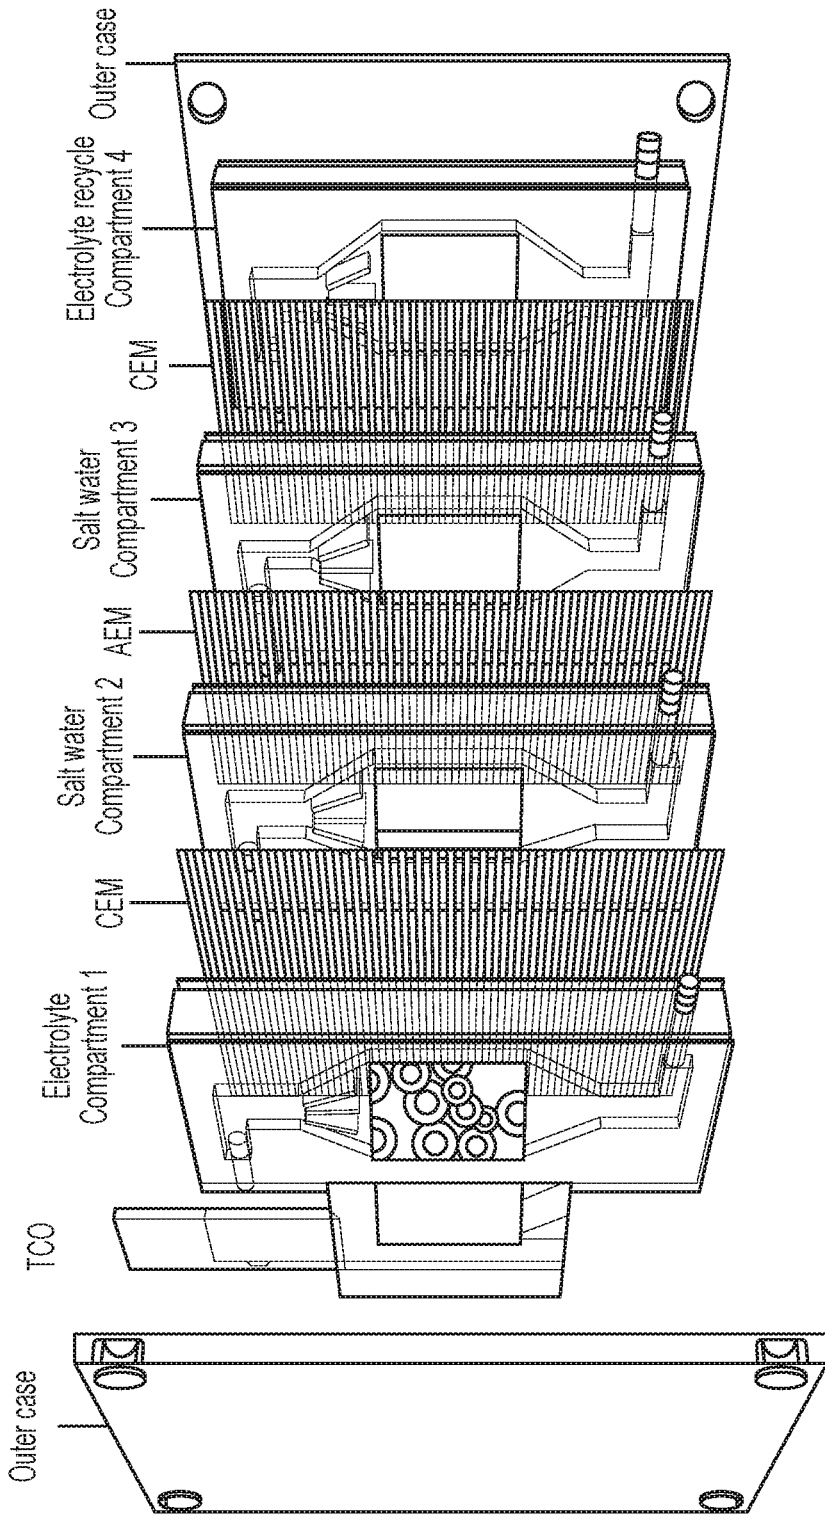 Outer case
TCO
Electrolyte
Compartment 1
CEM
Salt water
Compartment 2
AEM
Salt water
Compartment 3
CEM
Electrolyte recycle
Compartment 4
Outer case